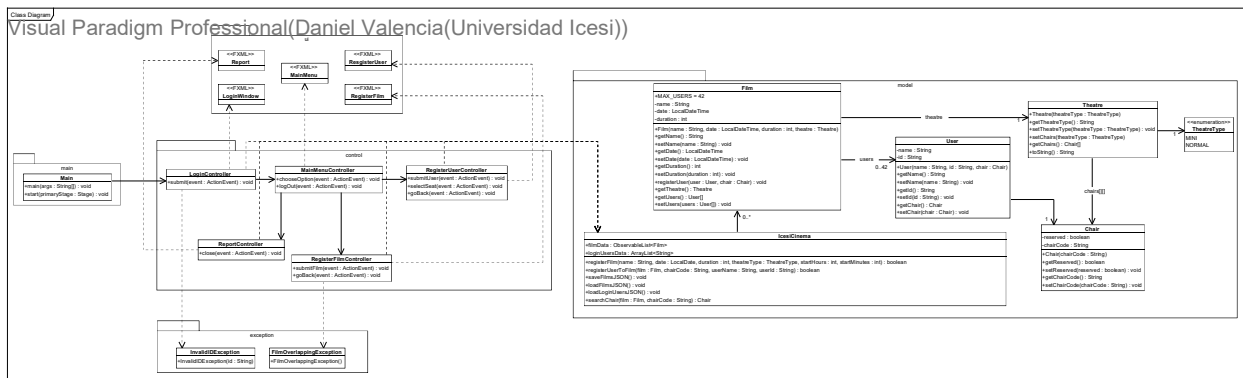 Class Diagram
Visual Paradigm Professional(Daniel Valencia(Universidad Icesi))
ui
<<FXML>>
Report
<<FXML>>
MainMenu
<<FXML>>
ResgisterUser
<<FXML>>
LoginWindow
<<FXML>>
RegisterFilm
main
Main
+main(args : String[]) : void
+start(primaryStage : Stage) : void
control
LoginController
+submit(event : ActionEvent) : void
MainMenuController
+chooseOption(event : ActionEvent) : void
+logOut(event : ActionEvent) : void
RegisterUserController
+submitUser(event : ActionEvent) : void
+selectSeat(event : ActionEvent) : void
+goBack(event : ActionEvent) : void
ReportController
+close(event : ActionEvent) : void
RegisterFilmController
+submitFilm(event : ActionEvent) : void
+goBack(event : ActionEvent) : void
exception
InvalidIDException
+InvalidIDException(id : String)
FilmOverlappingException
+FilmOverlappingException()
model
Film
+MAX_USERS = 42
-name : String
-date : LocalDateTime
-duration : int
+Film(name : String, date : LocalDateTime, duration : int, theatre : Theatre)
+getName() : String
+setName(name : String) : void
+getDate() : LocalDateTime
+setDate(date : LocalDateTime) : void
+getDuration() : int
+setDuration(duration : int) : void
+registerUser(user : User, chair : Chair) : void
+getTheatre() : Theatre
+getUsers() : User[]
+setUsers(users : User[]) : void
theatre
1
users
0..42
User
-name : String
-id : String
+User(name : String, id : String, chair : Chair)
+getName() : String
+setName(name : String) : void
+getId() : String
+setId(id : String) : void
+getChair() : Chair
+setChair(chair : Chair) : void
Theatre
+Theatre(theatreType : TheatreType)
+getTheatreType() : String
+setTheatreType(theatreType : TheatreType) : void
+setChairs(theatreType : TheatreType) : void
+getChairs() : Chair[]
+toString() : String
1
<<enumeration>>
TheatreType
MINI
NORMAL
chairs[][]
1
Chair
-reserved : boolean
-chairCode : String
+Chair(chairCode : String)
+getReserved() : boolean
+setReserved(reserved : boolean) : void
+getChairCode() : String
+setChairCode(chairCode : String) : void
0..*
IcesiCinema
+filmData : ObservableList<Film>
+loginUsersData : ArrayList<String>
+registerFilm(name : String, date : LocalDate, duration : int, theatreType : TheatreType, startHours : int, startMinutes : int) : boolean
+registerUserToFilm(film : Film, chairCode : String, userName : String, userId : String) : boolean
+saveFilmsJSON() : void
+loadFilmsJSON() : void
+loadLoginUsersJSON() : void
+searchChair(film : Film, chairCode : String) : Chair